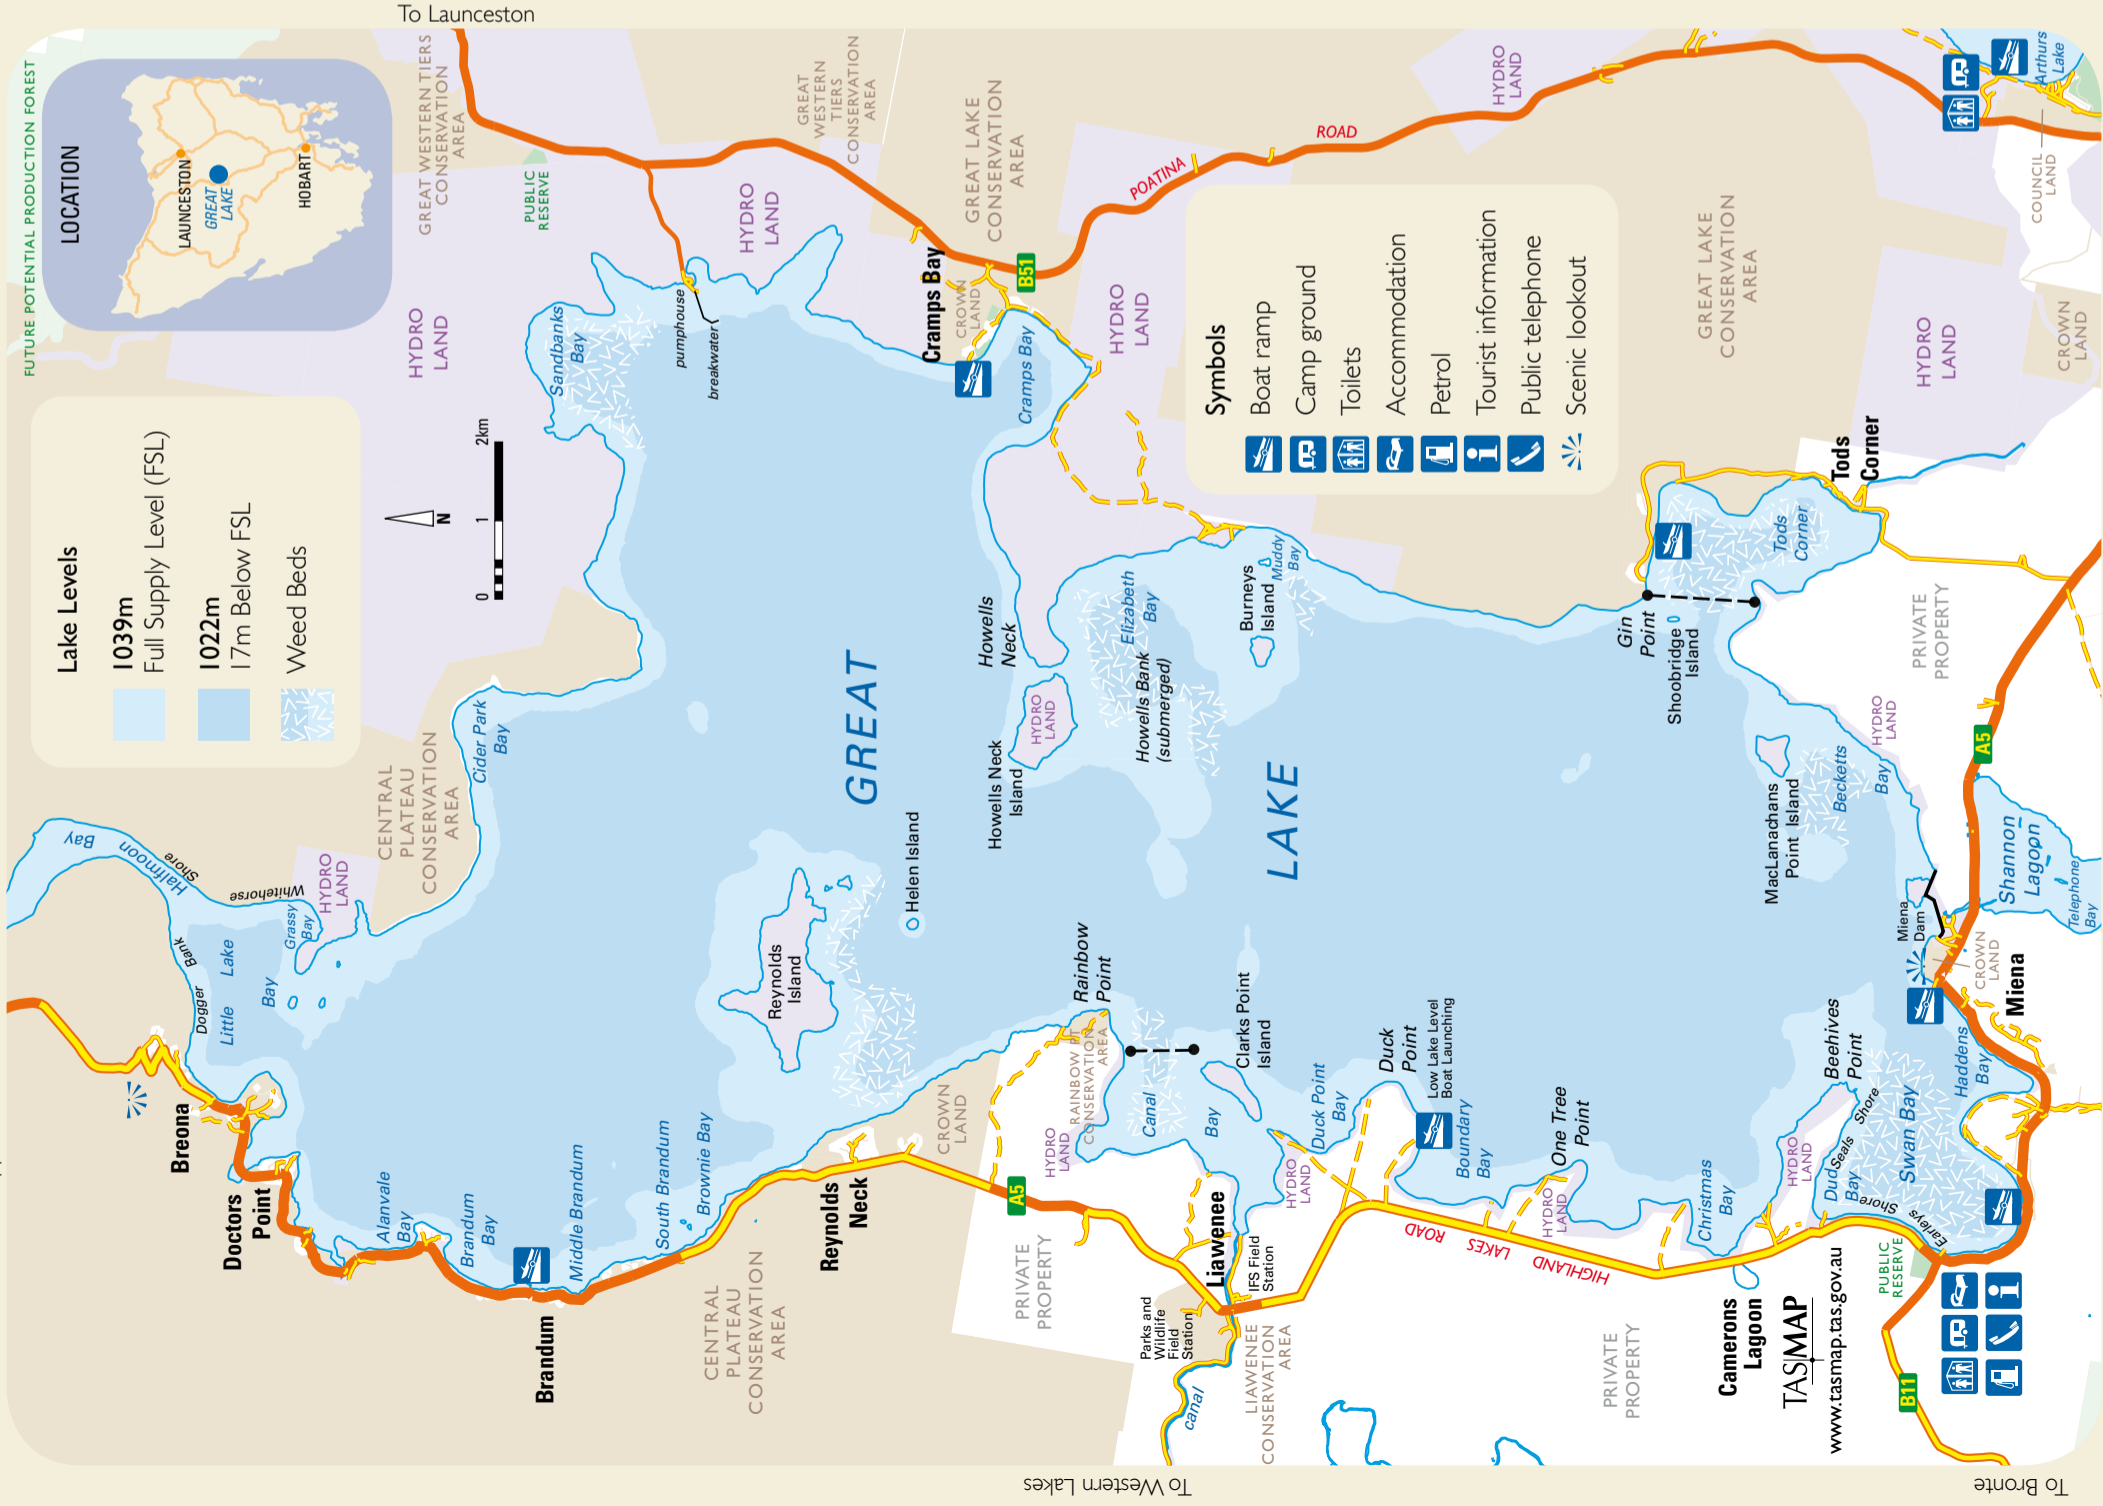 To Launceston
FUTURE POTENTIAL PRODUCTION FOREST
LOCATION
LAUNCESTON
GREAT
LAKE
HOBART
Lake Levels
1039m
Full Supply Level (FSL)
1022m
17m Below FSL
Weed Beds
N
0
1
2km
Symbols
Boat ramp
Camp ground
Toilets
Accommodation
Petrol
Tourist information
Public telephone
Scenic lookout
GREAT WESTERN TIERS
CONSERVATION
AREA
PUBLIC
RESERVE
HYDRO
LAND
HYDRO
LAND
GREAT
WESTERN
TIERS
CONSERVATION
AREA
GREAT LAKE
CONSERVATION
AREA
POATINA
ROAD
HYDRO
LAND
Arthurs
Lake
COUNCIL
LAND
CROWN
LAND
HYDRO
LAND
GREAT LAKE
CONSERVATION
AREA
Sandbanks
Bay
pumphouse
breakwater
Cramps Bay
CROWN
LAND
B51
Cramps Bay
HYDRO
LAND
Howells
Neck
HYDRO
LAND
Howells Neck
Island
Elizabeth
Bay
Howells Bank
(submerged)
Burneys
Island
Muddy
Bay
Gin
Point
Shoobridge
Island
Tods
Corner
Tods
Corner
PRIVATE
PROPERTY
HYDRO
LAND
A5
MacLanachans
Point Island
Becketts
Bay
Shannon
Lagoon
Telephone
Bay
Miena
Dam
CROWN
LAND
Miena
Cider Park
Bay
CENTRAL
PLATEAU
CONSERVATION
AREA
Halfmoon
Bay
Whitehorse
Shore
HYDRO
LAND
Grassy
Bay
Dogger
Bank
Little Lake
Bay
GREAT
LAKE
Reynolds
Island
Helen Island
Rainbow
Point
RAINBOW PT
CONSERVATION
AREA
Canal
Bay
Clarks Point
Island
Duck Point
Bay
Duck
Point
Low Lake Level
Boat Launching
Boundary
Bay
One Tree
Point
HYDRO
LAND
Christmas
Bay
HYDRO
LAND
Beehives
Point
Dud
Bay
Seals
Shore
Swan Bay
Haddens
Bay
Earleys
Shore
PUBLIC
RESERVE
Breona
Doctors
Point
Alanvale
Bay
Brandum
Bay
Brandum
Middle Brandum
South Brandum
Brownie Bay
CENTRAL
PLATEAU
CONSERVATION
AREA
Reynolds
Neck
CROWN
LAND
A5
HYDRO
LAND
PRIVATE
PROPERTY
Liawenee
HYDRO
LAND
IFS Field
Station
Parks and
Wildlife
Field
Station
LIAWENEE
CONSERVATION
AREA
canal
HIGHLAND
LAKES
ROAD
PRIVATE
PROPERTY
Camerons
Lagoon
TASMAP
www.tasmap.tas.gov.au
B11
To Western Lakes
To Bronte